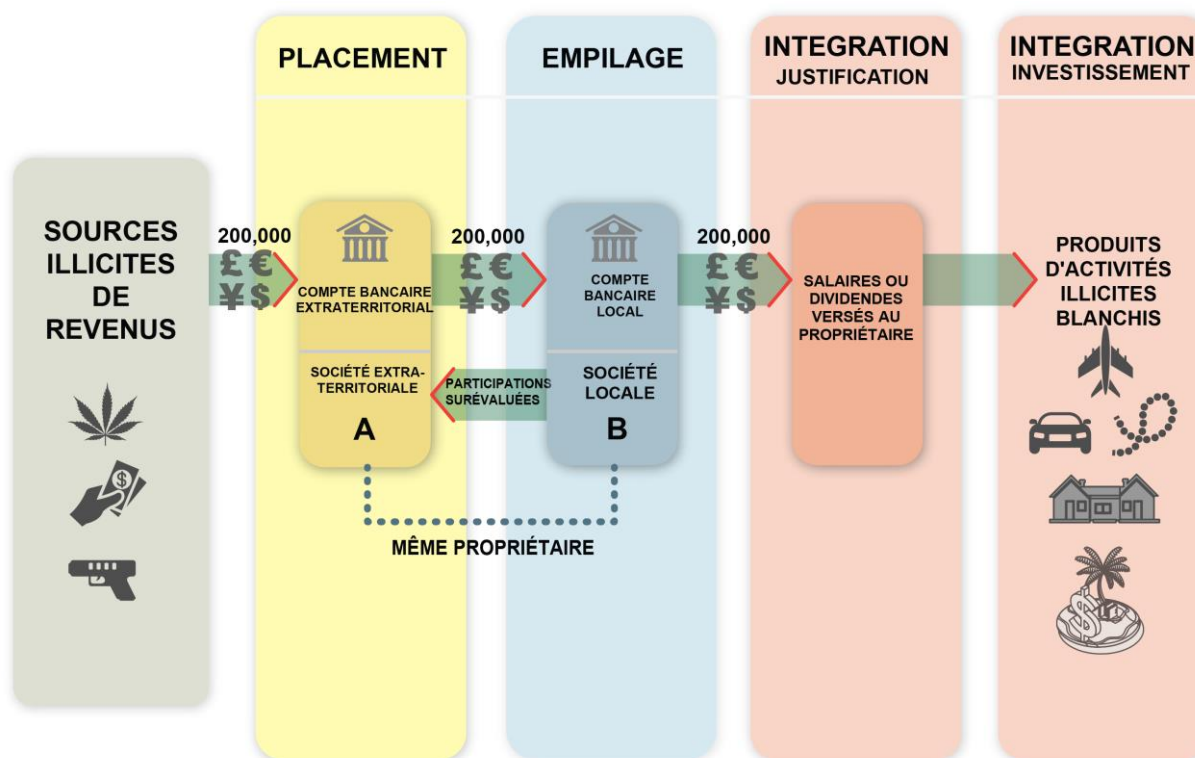 PLACEMENT
EMPILAGE
INTEGRATION
JUSTIFICATION
INTEGRATION
INVESTISSEMENT
SOURCES
ILLICITES
DE
REVENUS
200,000
£ €
¥ $
COMPTE BANCAIRE
EXTRATERRITORIAL
SOCIÉTÉ EXTRA-
TERRITORIALE
A
200,000
£ €
¥ $
PARTICIPATIONS
SURÉVALUÉES
COMPTE
BANCAIRE
LOCAL
SOCIÉTÉ
LOCALE
B
MÊME PROPRIÉTAIRE
200,000
£ €
¥ $
SALAIRES OU
DIVIDENDES
VERSÉS AU
PROPRIÉTAIRE
PRODUITS
D'ACTIVITÉS
ILLICITES
BLANCHIS
$
$